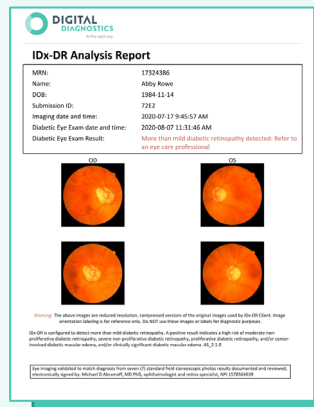 DIGITAL
DIAGNOSTICS
AI the right way
IDx-DR Analysis Report
MRN: 17324386
Name: Abby Rowe
DOB: 1984-11-14
Submission ID: 72E2
Imaging date and time: 2020-07-17 9:45:57 AM
Diabetic Eye Exam date and time: 2020-08-07 11:31:46 AM
Diabetic Eye Exam Result: More than mild diabetic retinopathy detected: Refer to
an eye care professional
OD OS
Warning: The above images are reduced resolution, compressed versions of the original images used by IDx-DR Client. Image
orientation labeling is for reference only. Do NOT use these images or labels for diagnostic purposes.
IDx-DR is configured to detect more than mild diabetic retinopathy. A positive result indicates a high risk of moderate non-
proliferative diabetic retinopathy, severe non-proliferative diabetic retinopathy, proliferative diabetic retinopathy, and/or center-
involved diabetic macular edema, and/or clinically significant diabetic macular edema. AS_2.1.0
Eye imaging validated to match diagnosis from seven (7) standard field stereoscopic photos results documented and reviewed,
electronically signed by: Michael D Abramoff, MD PhD, ophthalmologist and retina specialist, NPI 1578564639